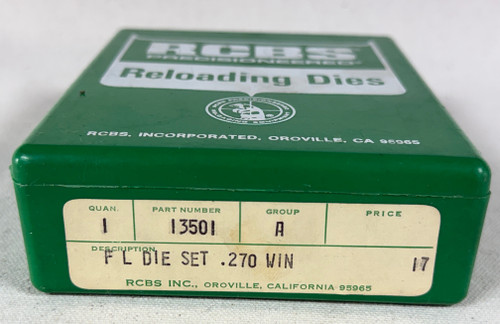 RCBS
PRECISIONEERED
Reloading Dies
RCBS, INCORPORATED, OROVILLE, CA 95965
QUAN. PART NUMBER GROUP PRICE
1 13501 A
DESCRIPTION
F L DIE SET .270 WIN 17
RCBS INC., OROVILLE, CALIFORNIA 95965